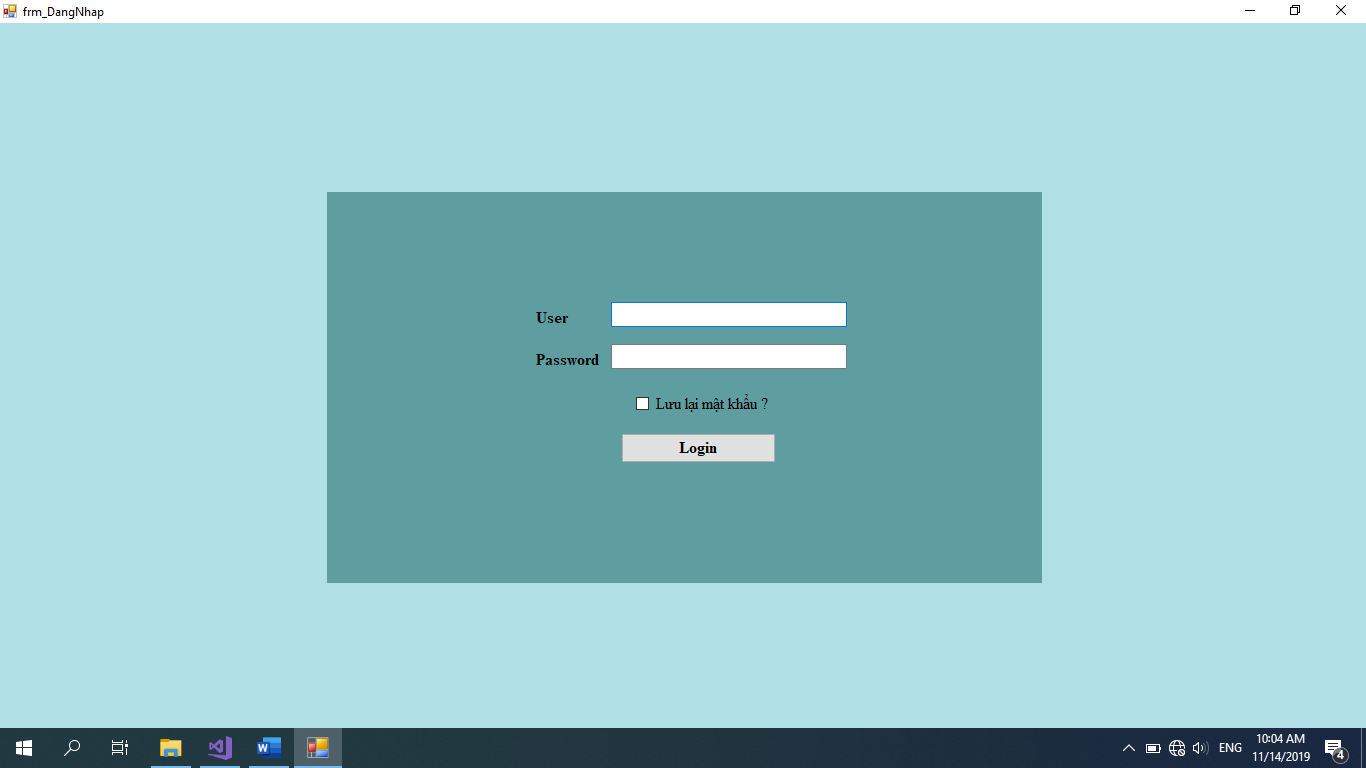 frm_DangNhap
User
Password
Lưu lại mật khẩu ?
Login
ENG
10:04 AM
11/14/2019
4